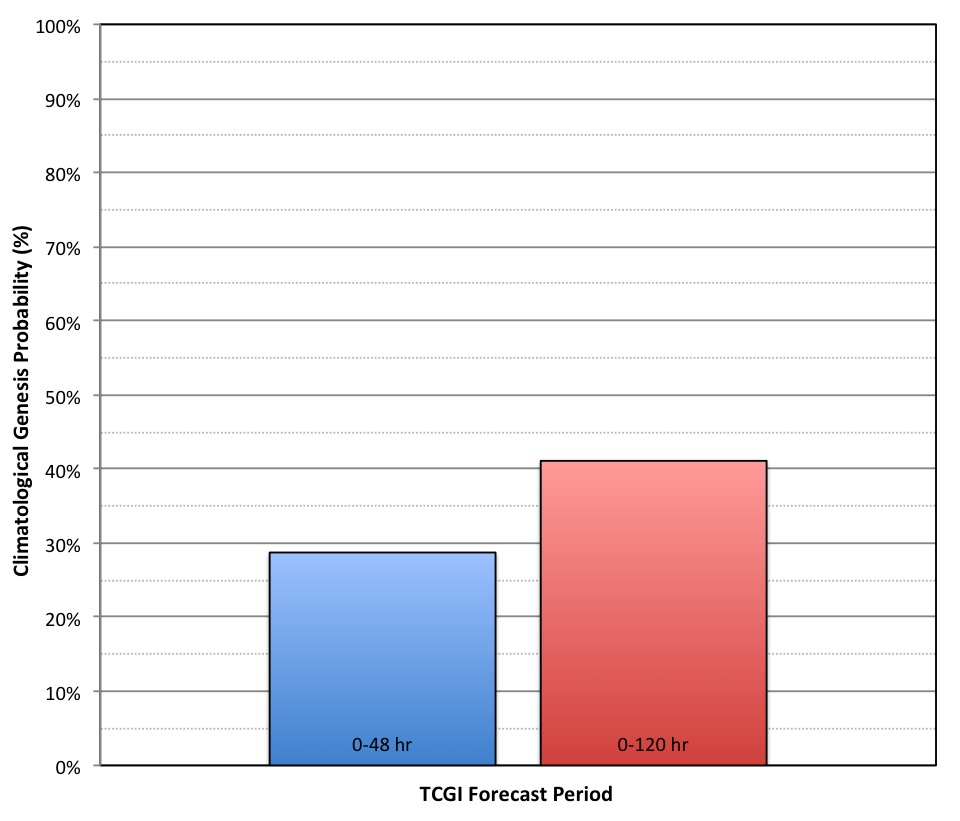 Climatological Genesis Probability (%)
100%
90%
80%
70%
60%
50%
40%
30%
20%
10%
0%
0-48 hr
0-120 hr
TCGI Forecast Period